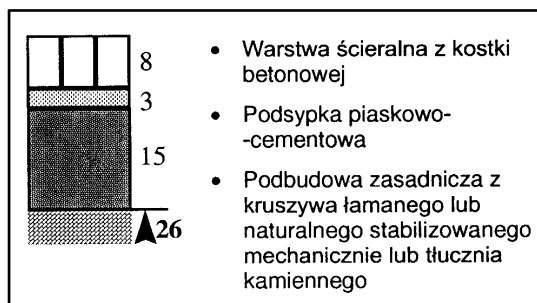 8
3
15
26
• Warstwa ścieralna z kostki
betonowej
• Podsypka piaskowo-
-cementowa
• Podbudowa zasadnicza z
kruszywa łamanego lub
naturalnego stabilizowanego
mechanicznie lub tłucznia
kamiennego